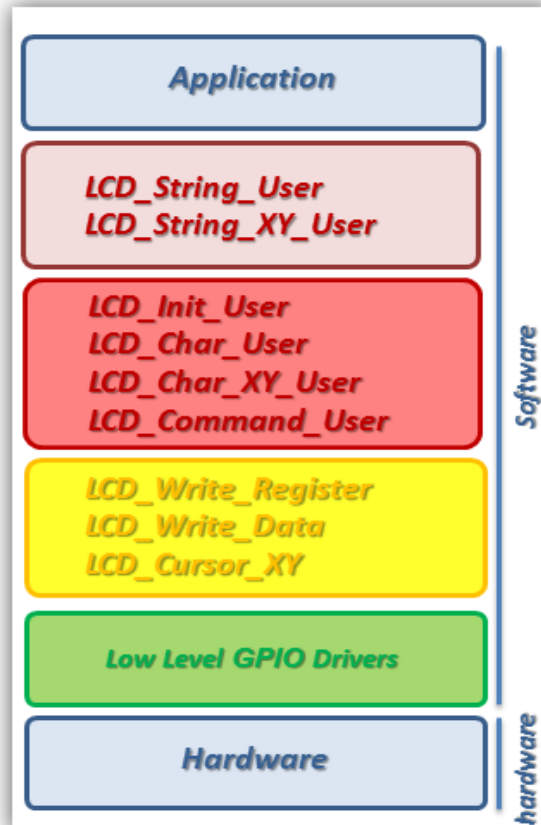 Application
LCD_String_User
LCD_String_XY_User
LCD_Init_User
LCD_Char_User
LCD_Char_XY_User
LCD_Command_User
LCD_Write_Register
LCD_Write_Data
LCD_Cursor_XY
Low Level GPIO Drivers
Hardware
Software
hardware